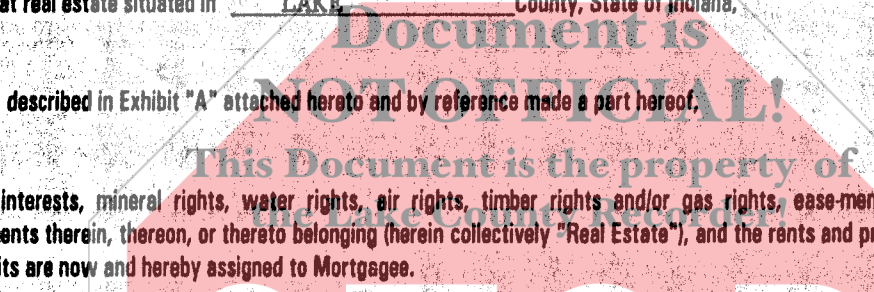 at real estate situated in LAKE County, State of Indiana,
Document is
described in Exhibit "A" attached hereto and by reference made a part hereof,
NOT OFFICIAL!
This Document is the property of
interests, mineral rights, water rights, air rights, timber rights and/or gas rights, ease-men
the Lake County Recorder!
ents therein, thereon, or thereto belonging (herein collectively "Real Estate"), and the rents and p
its are now and hereby assigned to Mortgagee.